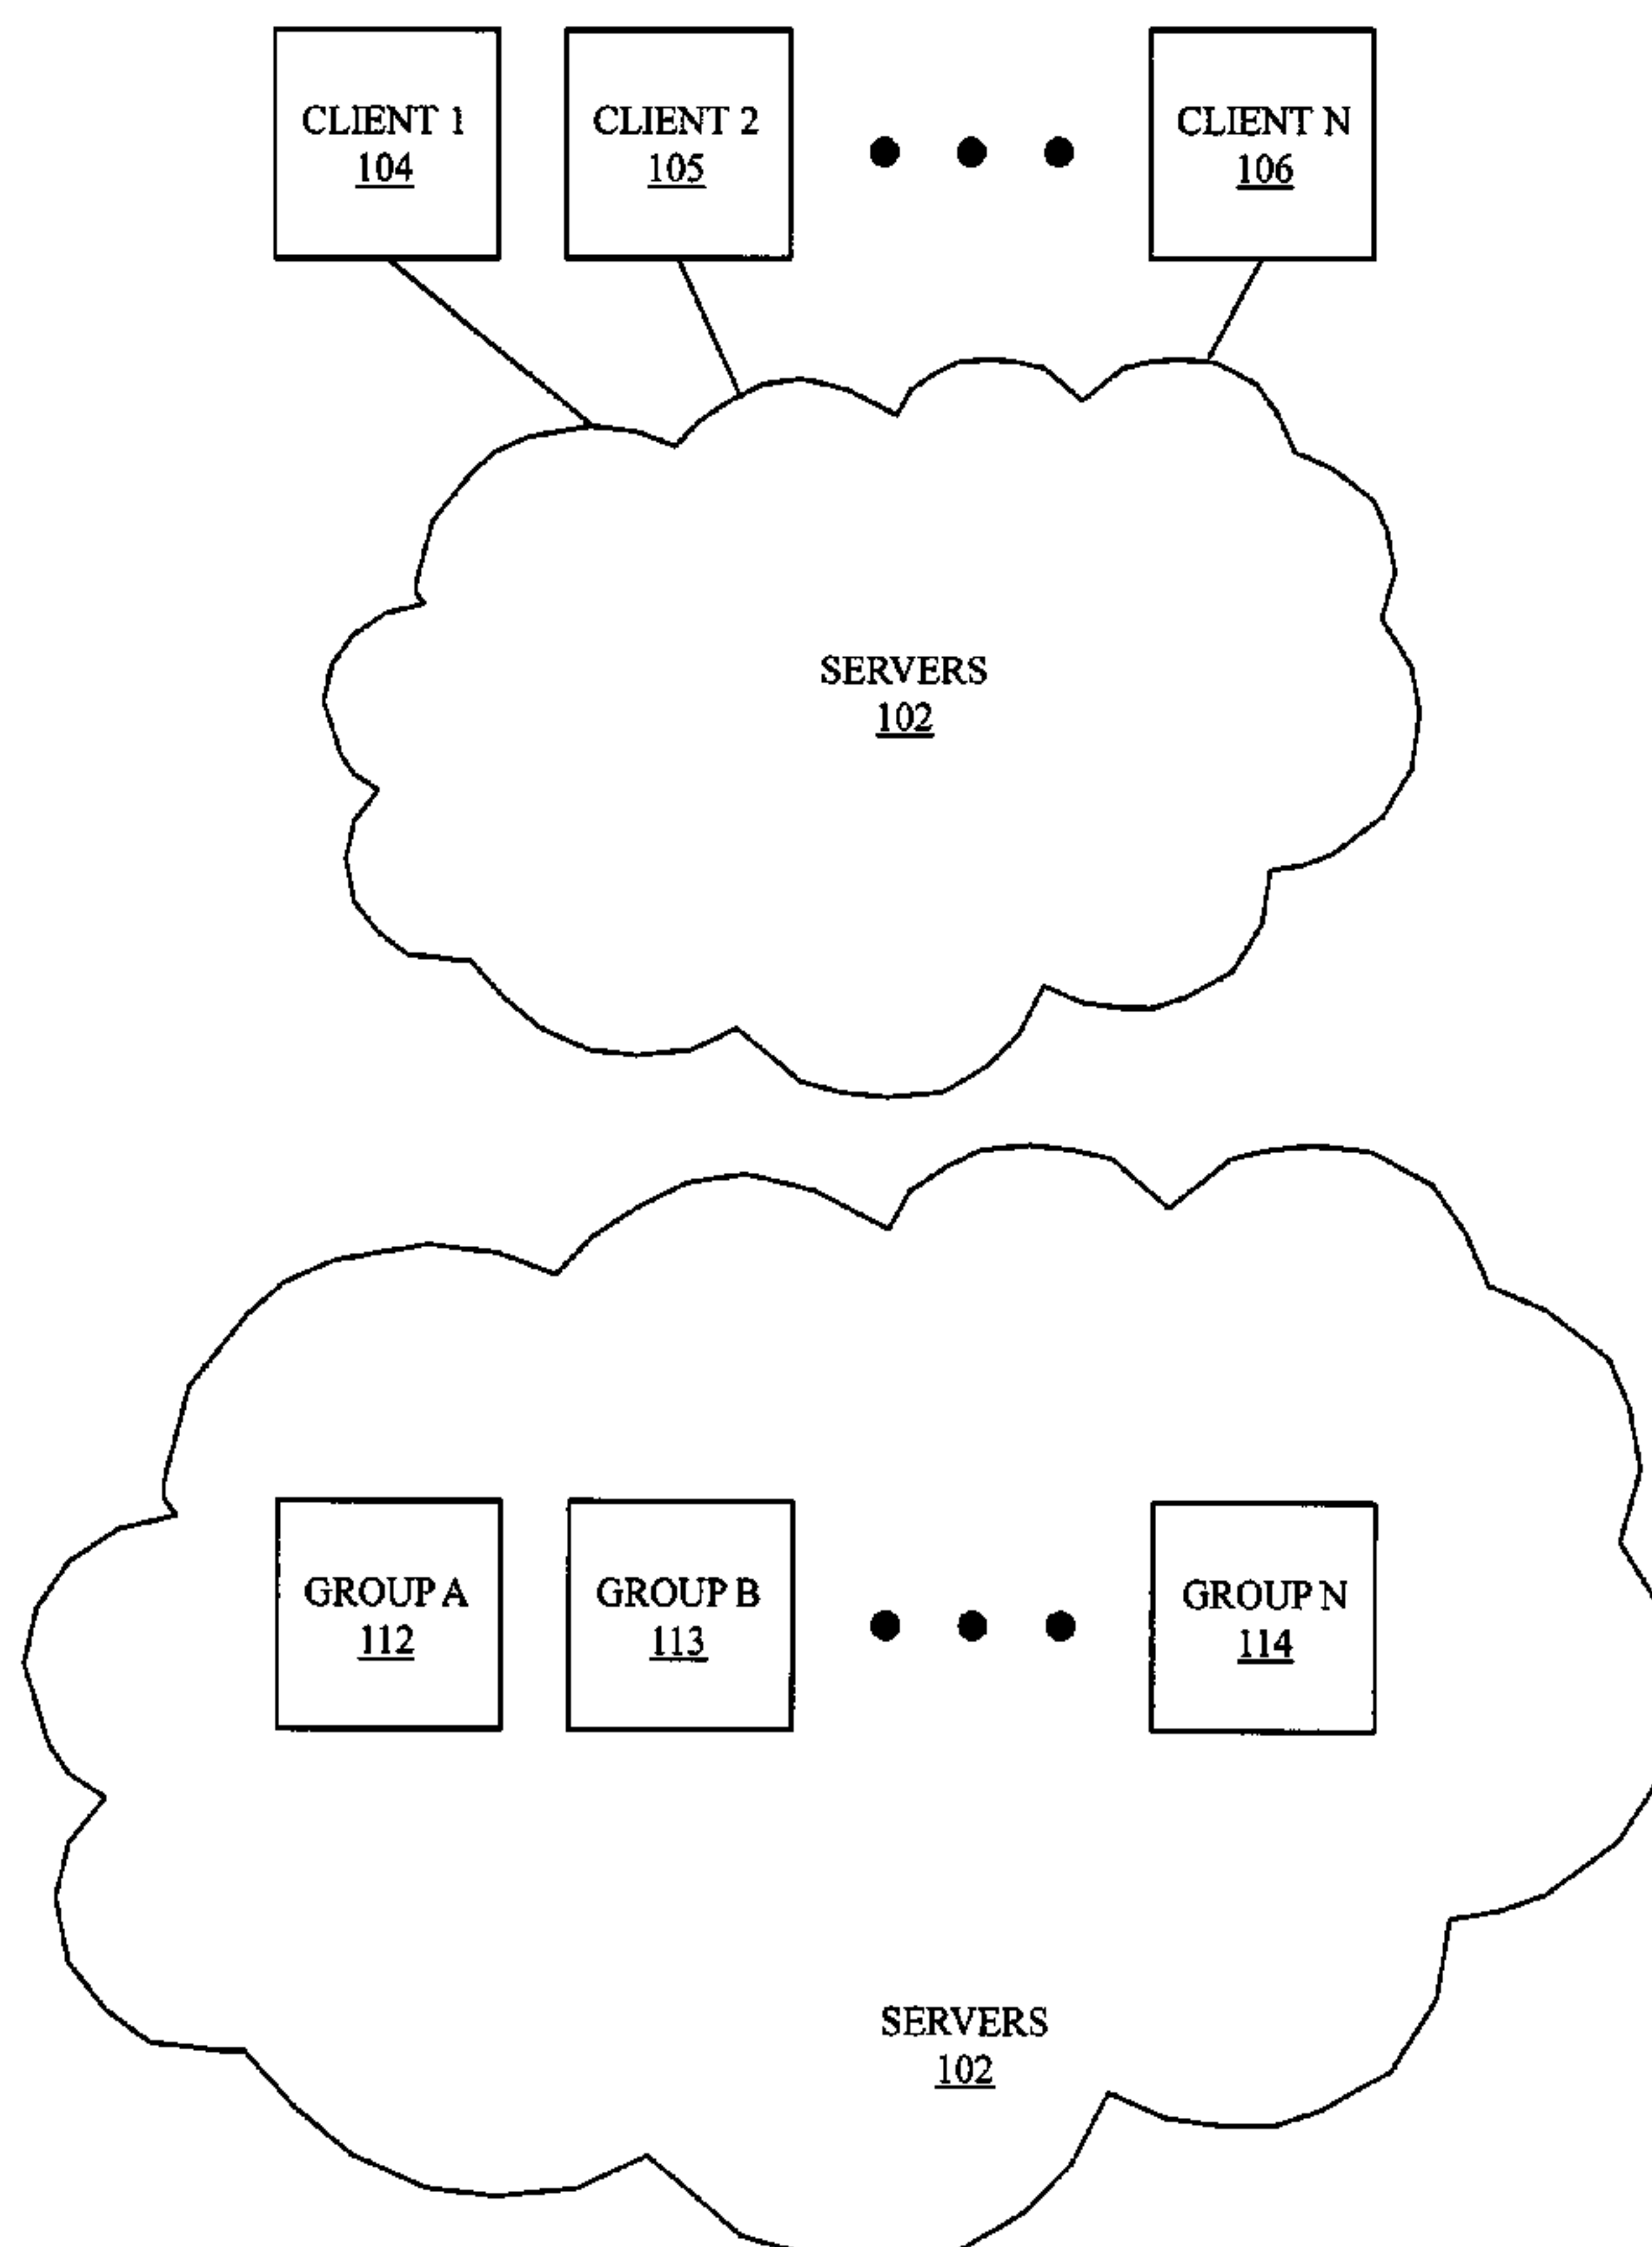 CLIENT 1
104
CLIENT 2
105
CLIENT N
106
SERVERS
102
GROUP A
112
GROUP B
113
GROUP N
114
SERVERS
102